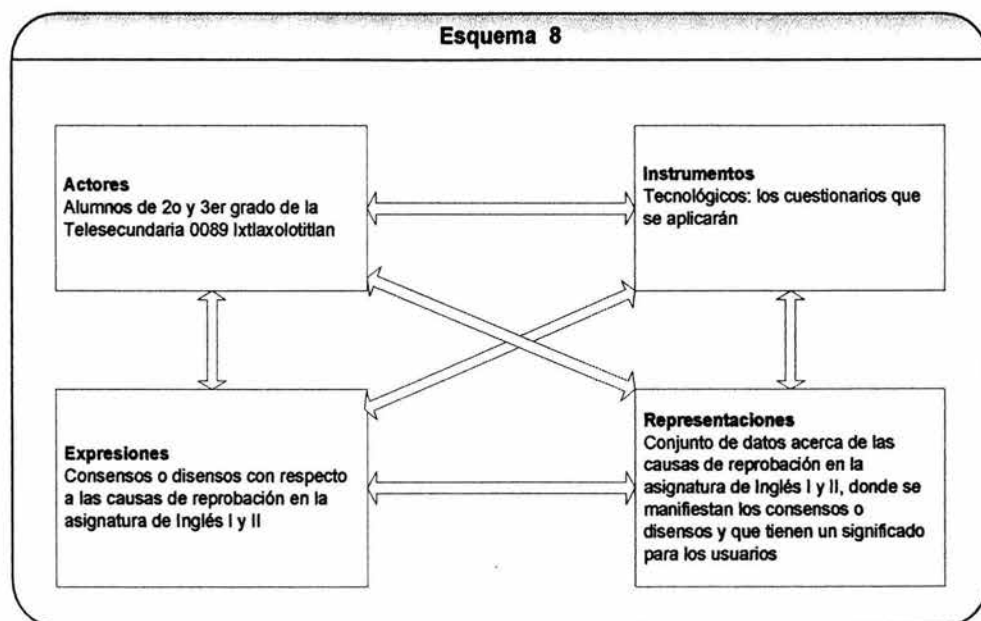 Esquema 8
Actores
Alumnos de 2o y 3er grado de la
Telesecundaria 0089 Ixtlaxolotitlan
Instrumentos
Tecnológicos: los cuestionarios que
se aplicarán
Expresiones
Consensos o disensos con respecto
a las causas de reprobación en la
asignatura de Inglés I y II
Representaciones
Conjunto de datos acerca de las
causas de reprobación en la
asignatura de Inglés I y II, donde se
manifiestan los consensos o
disensos y que tienen un significado
para los usuarios